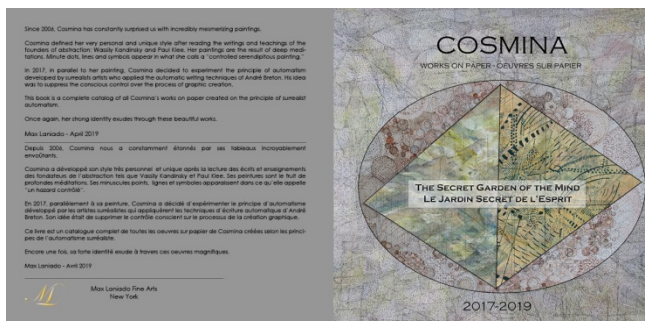 Since 2006, Cosmina has constantly surprised us with incredibly mesmerising paintings.
Cosmina defined her very personal and unique style after reading the writings and teachings of the
founders of abstraction: Wassily Kandinsky and Paul Klee. Her paintings are the result of deep medi-
tations. Minute dots, lines and symbols appear in what she calls a "controlled serendipitous painting."
In 2017, in parallel to her painting, Cosmina decided to experiment the principle of automatism
developed by surrealists artists who applied the automatic writing techniques of André Breton. His idea
was to suppress the conscious control over the process of graphic creation.
This book is a complete catalog of all Cosmina's works on paper created on the principle of surrealist
automatism.
Once again, her strong identity exudes through these beautiful works.
Max Laniado - April 2019
Depuis 2006, Cosmina nous a constamment étonnés par ses tableaux incroyablement
envoûtants.
Cosmina a développé son style très personnel et unique après la lecture des écrits et enseignements
des fondateurs de l'abstraction tels que Vassily Kandinsky et Paul Klee. Ses peintures sont le fruit de
profondes méditations. Ses minuscules points, lignes et symboles apparaissent dans ce qu'elle appelle
"un hasard contrôlé".
En 2017, parallèlement à sa peinture, Cosmina a décidé d'expérimenter le principe d'automatisme
développé par les artistes surréalistes qui appliquèrent les techniques d'écriture automatique d'André
Breton. Son idée était de supprimer le contrôle conscient sur le processus de la création graphique.
Ce livre est un catalogue complet de toutes les oeuvres sur papier de Cosmina créées selon les princi-
pes de l'automatisme surréaliste.
Encore une fois, sa forte identité exude à travers ces oeuvres magnifiques.
Max Laniado - Avril 2019
ML
Max Laniado Fine Arts
New York
COSMINA
WORKS ON PAPER - OEUVRES SUR PAPIER
THE SECRET GARDEN OF THE MIND
LE JARDIN SECRET DE L'ESPRIT
2017-2019